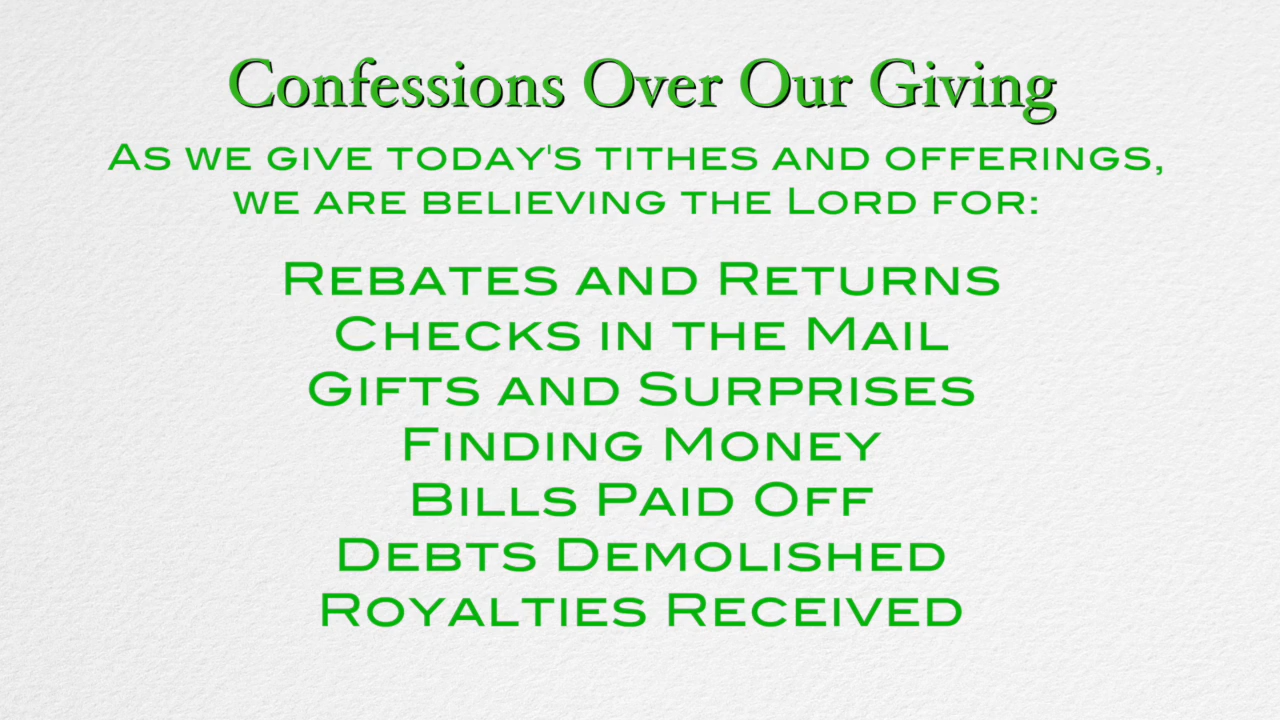 Confessions Over Our Giving
As we give today's tithes and offerings,
we are believing the Lord for:
Rebates and Returns
Checks in the Mail
Gifts and Surprises
Finding Money
Bills Paid Off
Debts Demolished
Royalties Received